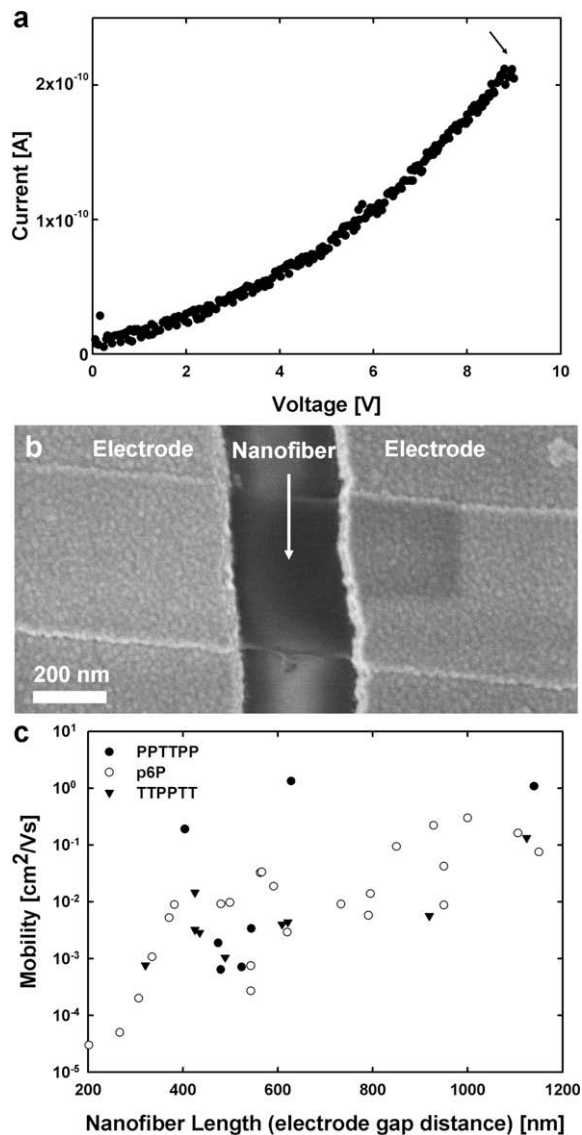 a
2x10⁻¹⁰
1x10⁻¹⁰
0
Current [A]
0 2 4 6 8 10
Voltage [V]
b
Electrode Nanofiber Electrode
200 nm
c
PPTTPP
p6P
TTPPTT
10¹
10⁰
10⁻¹
10⁻²
10⁻³
10⁻⁴
10⁻⁵
Mobility [cm²/Vs]
200 400 600 800 1000 1200
Nanofiber Length (electrode gap distance) [nm]